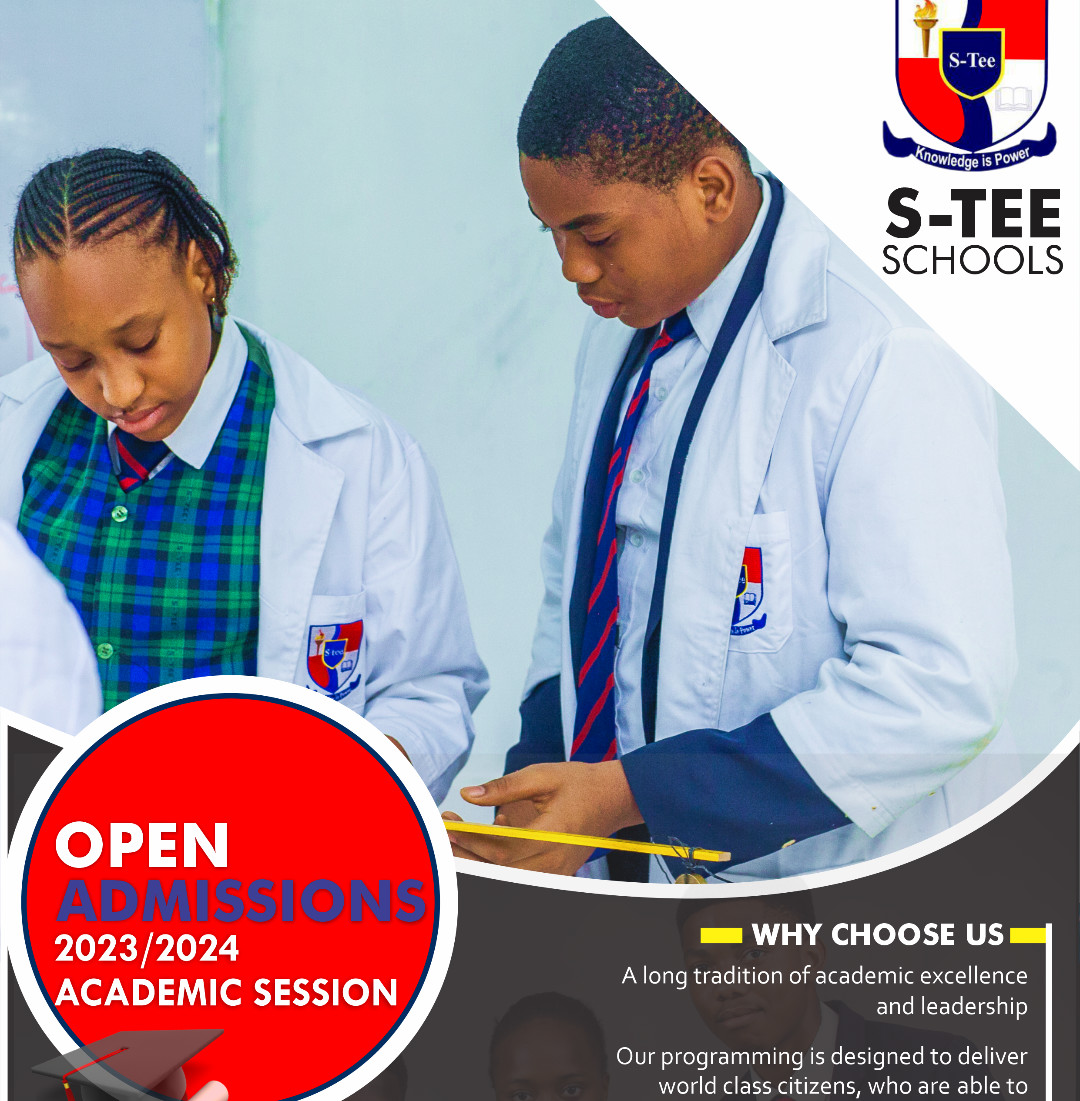 S-Tee
Knowledge is Power
S-TEE
SCHOOLS
S-tee
OPEN
ADMISSIONS
2023/2024
ACADEMIC SESSION
WHY CHOOSE US
A long tradition of academic excellence
and leadership
Our programming is designed to deliver
world class citizens, who are able to